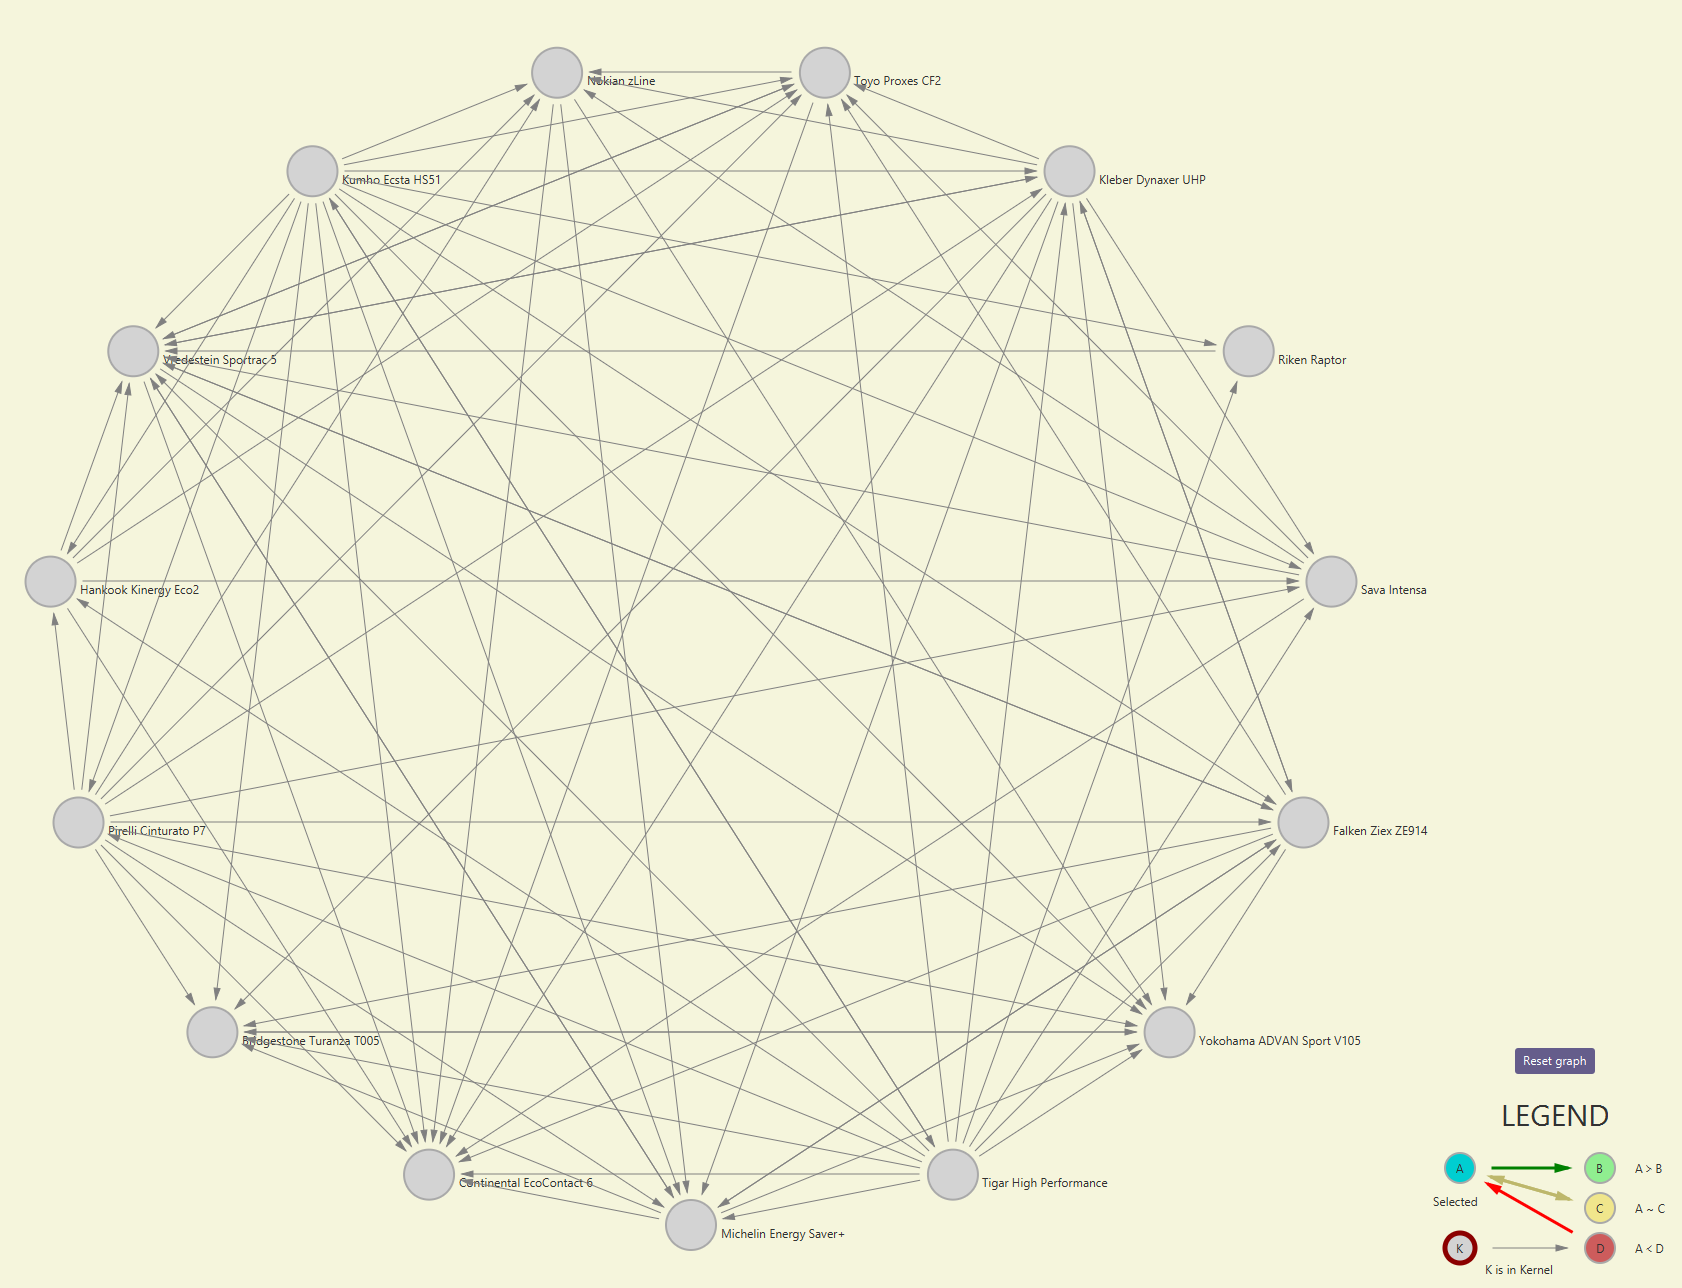 Nokian zLine
Toyo Proxes CF2
Kumho Ecsta HS51
Kleber Dynaxer UHP
Vredestein Sportrac 5
Riken Raptor
Hankook Kinergy Eco2
Sava Intensa
Pirelli Cinturato P7
Falken Ziex ZE914
Bridgestone Turanza T005
Yokohama ADVAN Sport V105
Reset graph
LEGEND
A
B
A > B
Selected
C
A ~ C
K
D
A < D
K is in Kernel
Continental EcoContact 6
Tigar High Performance
Michelin Energy Saver+